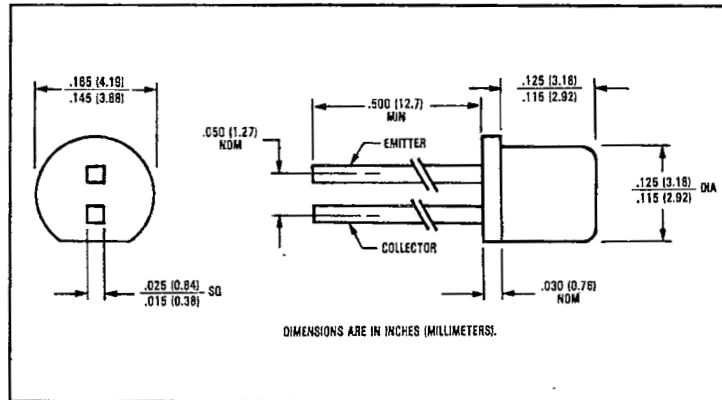 .165 (4.19)
.145 (3.68)
.025 (0.64)
.015 (0.38)
SQ
.050 (1.27)
NOM
.500 (12.7)
MIN
EMITTER
COLLECTOR
.125 (3.18)
.115 (2.92)
.125 (3.18)
.115 (2.92)
DIA
.030 (0.76)
NOM
DIMENSIONS ARE IN INCHES (MILLIMETERS).